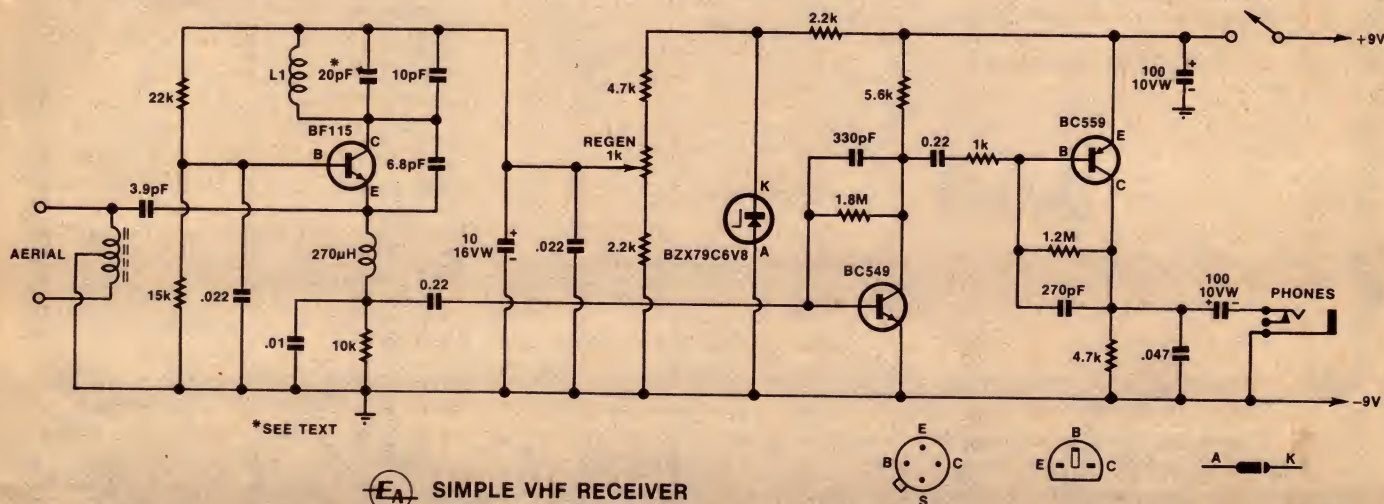 2.2k
+9V
L1
*
20pF
10pF
100
10VW
+
-
22k
4.7k
5.6k
BF115
C
B
E
REGEN
1k
330pF
0.22
1k
BC559
E
B
C
6.8pF
3.9pF
K
A
1.8M
AERIAL
270µH
10
16VW
+
-
.022
2.2k
BZX79C6V8
1.2M
BC549
15k
.022
0.22
270pF
100
10VW
+
-
PHONES
.01
10k
4.7k
.047
-9V
*SEE TEXT
EA SIMPLE VHF RECEIVER
E
B
C
S
B
E
C
A
K